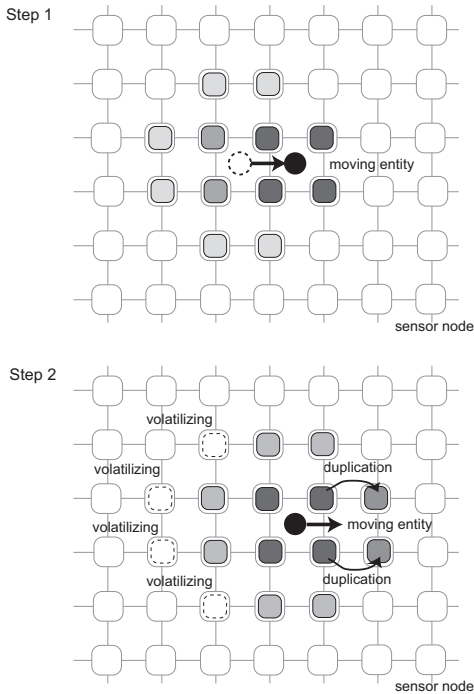 Step 1
moving entity
sensor node
Step 2
volatilizing
duplication
volatilizing
moving entity
volatilizing
duplication
volatilizing
sensor node